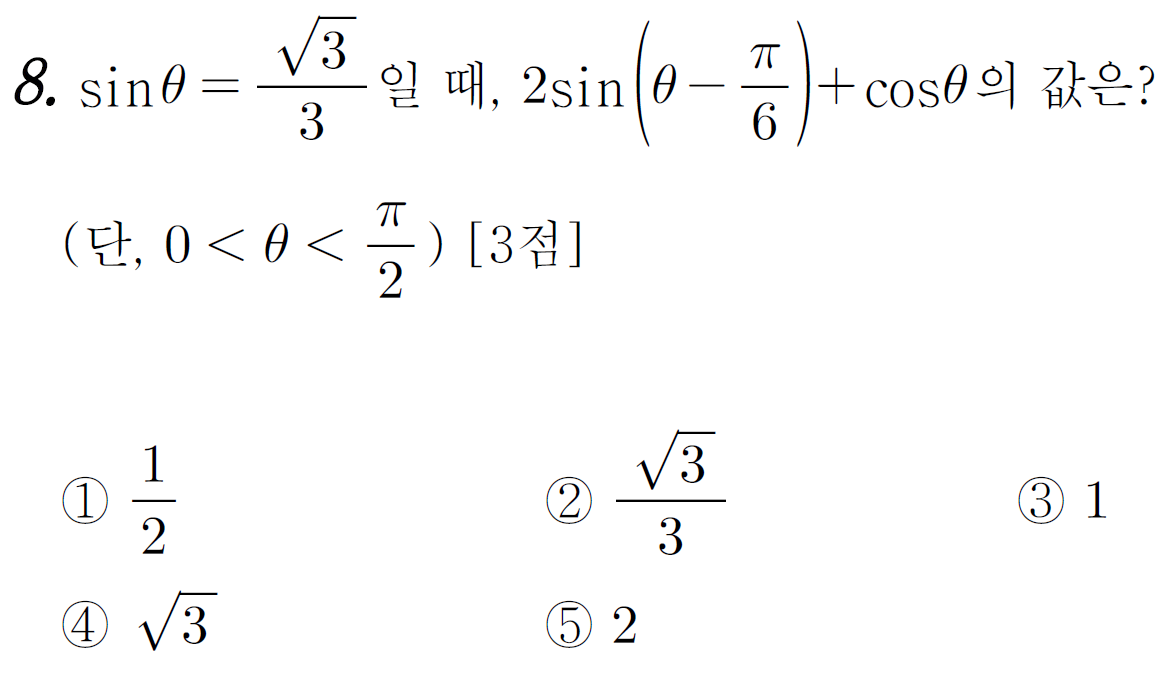 8. sinθ = √3/3 일 때, 2sin(θ − π/6) + cosθ의 값은?
(단, 0 < θ < π/2) [3점]
① 1/2 ② √3/3 ③ 1
④ √3 ⑤ 2